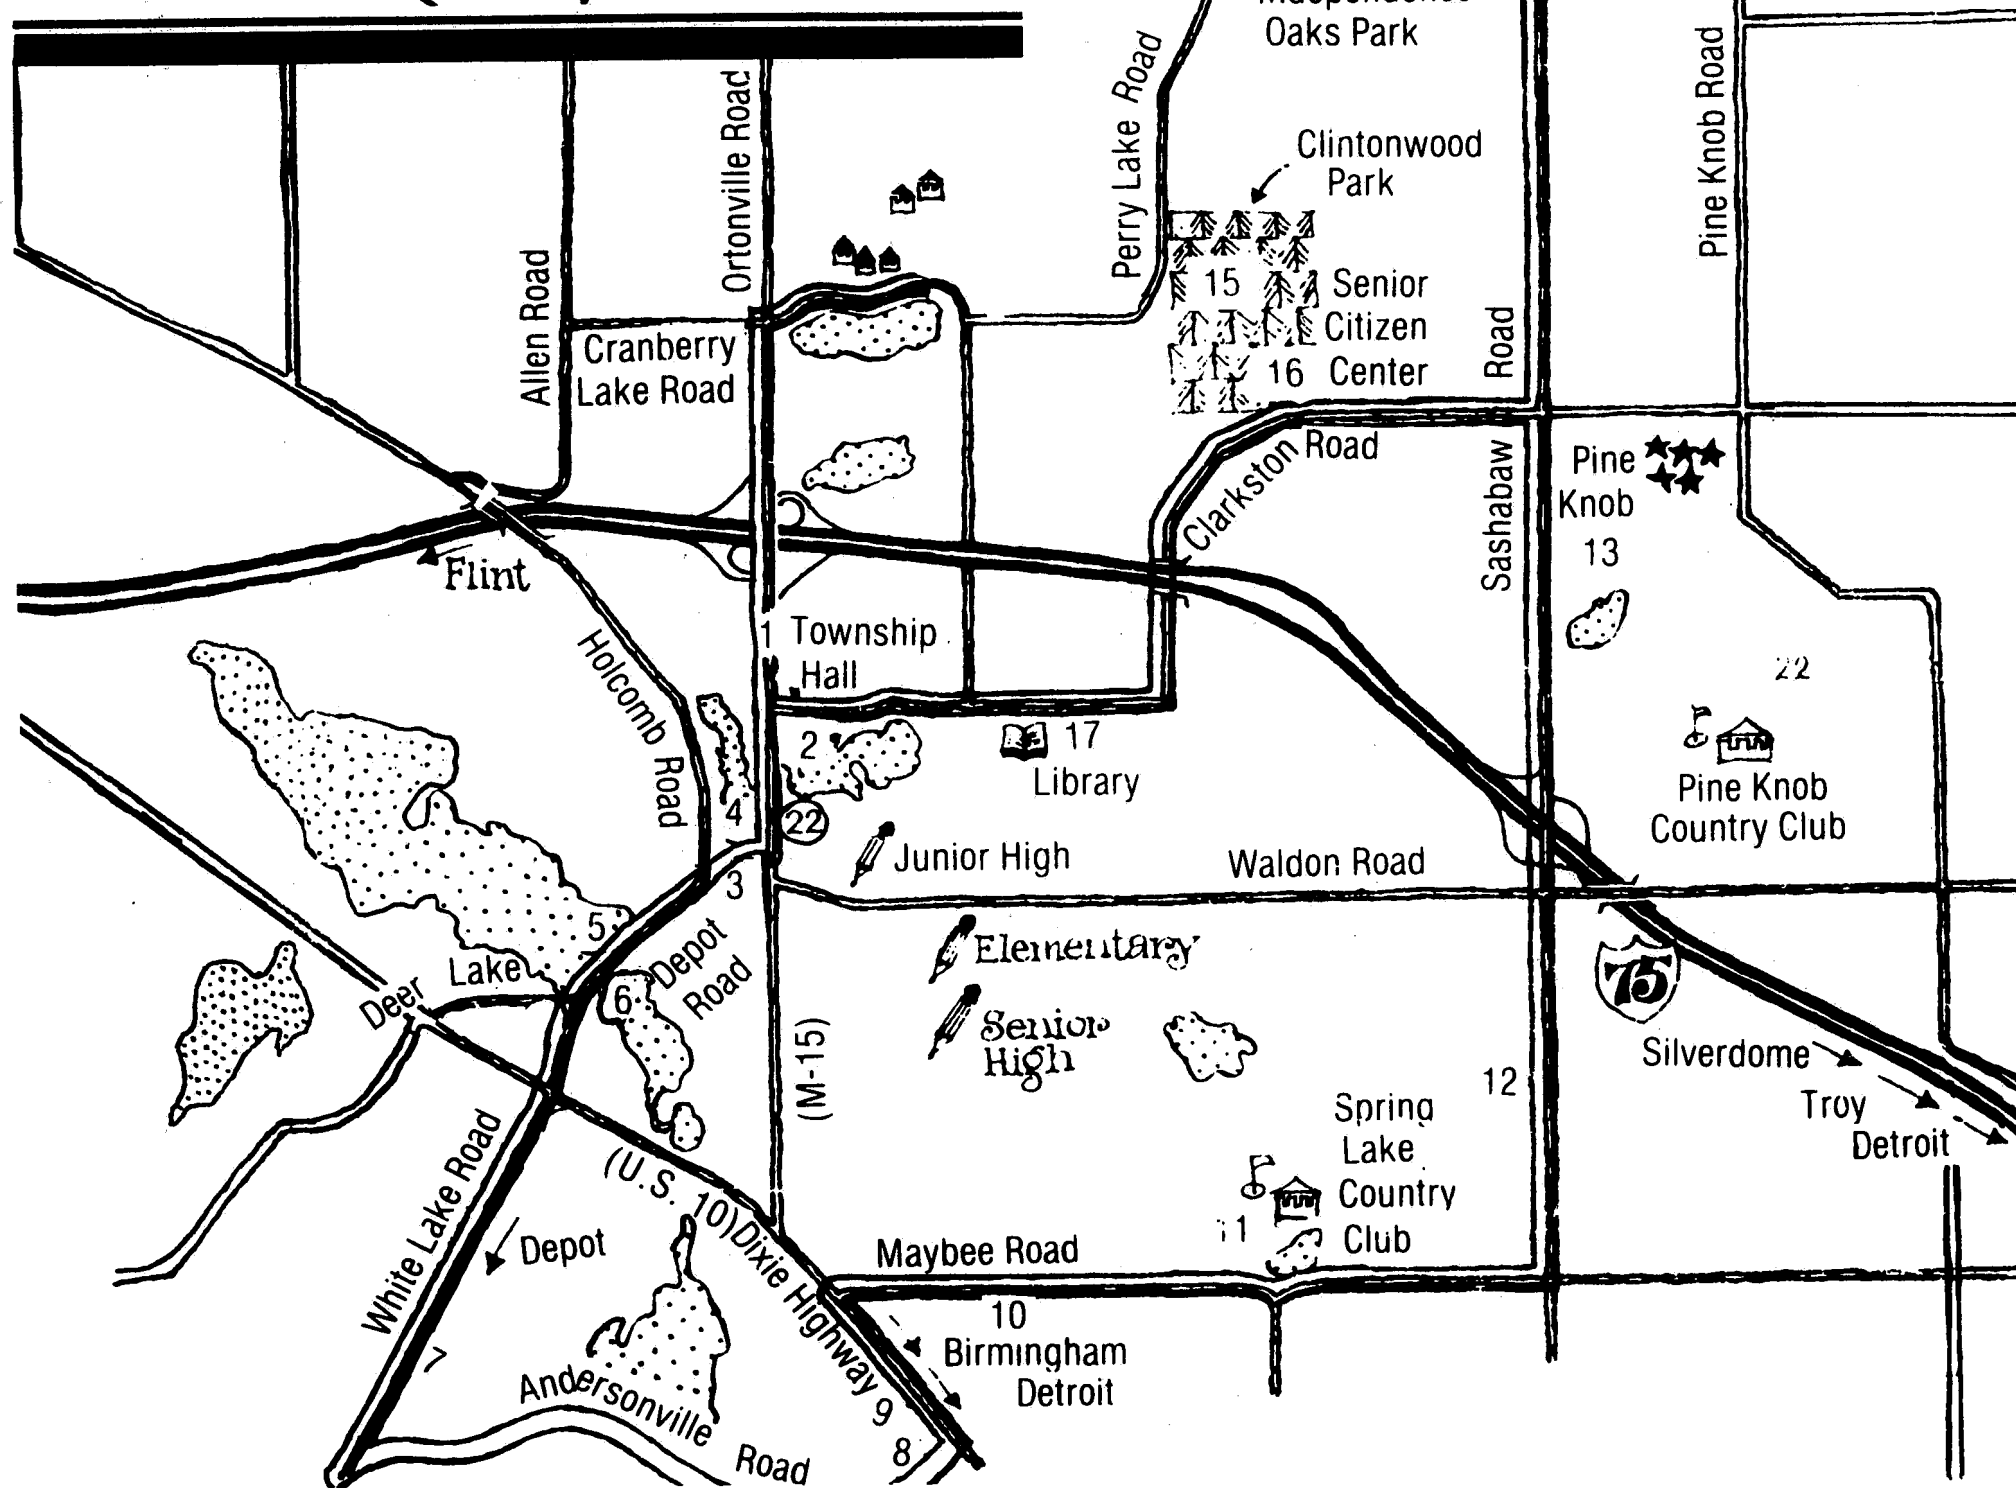 Oaks Park
Ortonville Road
Perry Lake Road
Pine Knob Road
Clintonwood
Park
Allen Road
15
Senior
Citizen
16 Center
Cranberry
Lake Road
Road
Sashabaw
Clarkston Road
Pine
Knob
13
Flint
Holcomb Road
1 Township
Hall
22
2
17
Library
4
22
Pine Knob
Country Club
Junior High
Waldon Road
3
5
Depot
Road
Elementary
Deer Lake
6
75
Senior
High
(M-15)
Silverdome
Troy
Detroit
12
Spring
Lake
Country
Club
11
White Lake Road
(U.S. 10) Dixie Highway
Depot
Maybee Road
10
Birmingham
Detroit
7
Andersonville Road
9
8